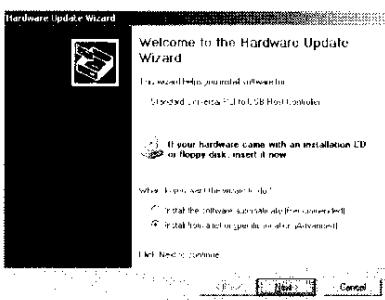 Hardware Update Wizard
Welcome to the Hardware Update
Wizard
This wizard helps you install software for:
Standard Universal PCI to USB Host Controller
If your hardware came with an installation CD
or floppy disk, insert it now.
What do you want the wizard to do?
Install the software automatically (Recommended)
Install from a list or specific location (Advanced)
Click Next to continue.
< Back
Next >
Cancel